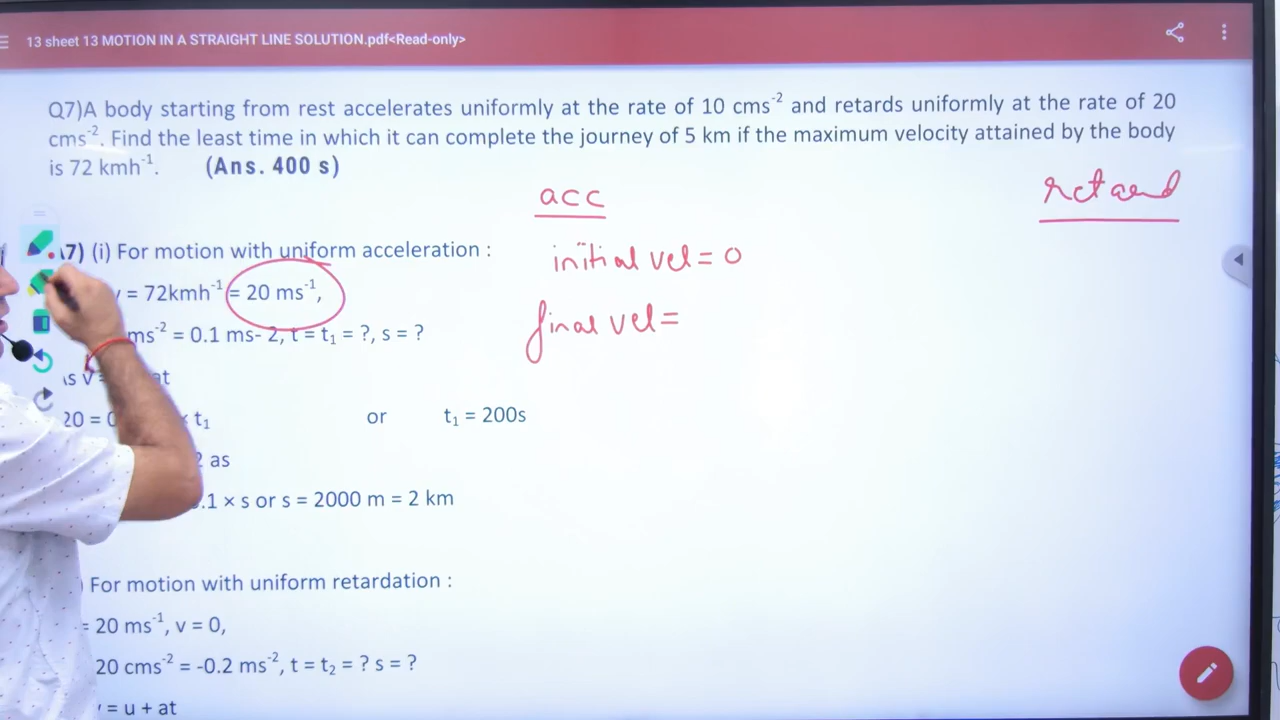 13 sheet 13 MOTION IN A STRAIGHT LINE SOLUTION.pdf<Read-only>
Q7)A body starting from rest accelerates uniformly at the rate of 10 cms⁻² and retards uniformly at the rate of 20
cms⁻². Find the least time in which it can complete the journey of 5 km if the maximum velocity attained by the body
is 72 kmh⁻¹. (Ans. 400 s)
acc
7) (i) For motion with uniform acceleration :
initial vel = 0
= 72kmh⁻¹ = 20 ms⁻¹,
final vel =
ms⁻² = 0.1 ms- 2, t = t₁ = ?, s = ?
at
20 = t₁ or t₁ = 200s
as
.1 × s or s = 2000 m = 2 km
For motion with uniform retardation :
= 20 ms⁻¹, v = 0,
20 cms⁻² = -0.2 ms⁻², t = t₂ = ? s = ?
= u + at